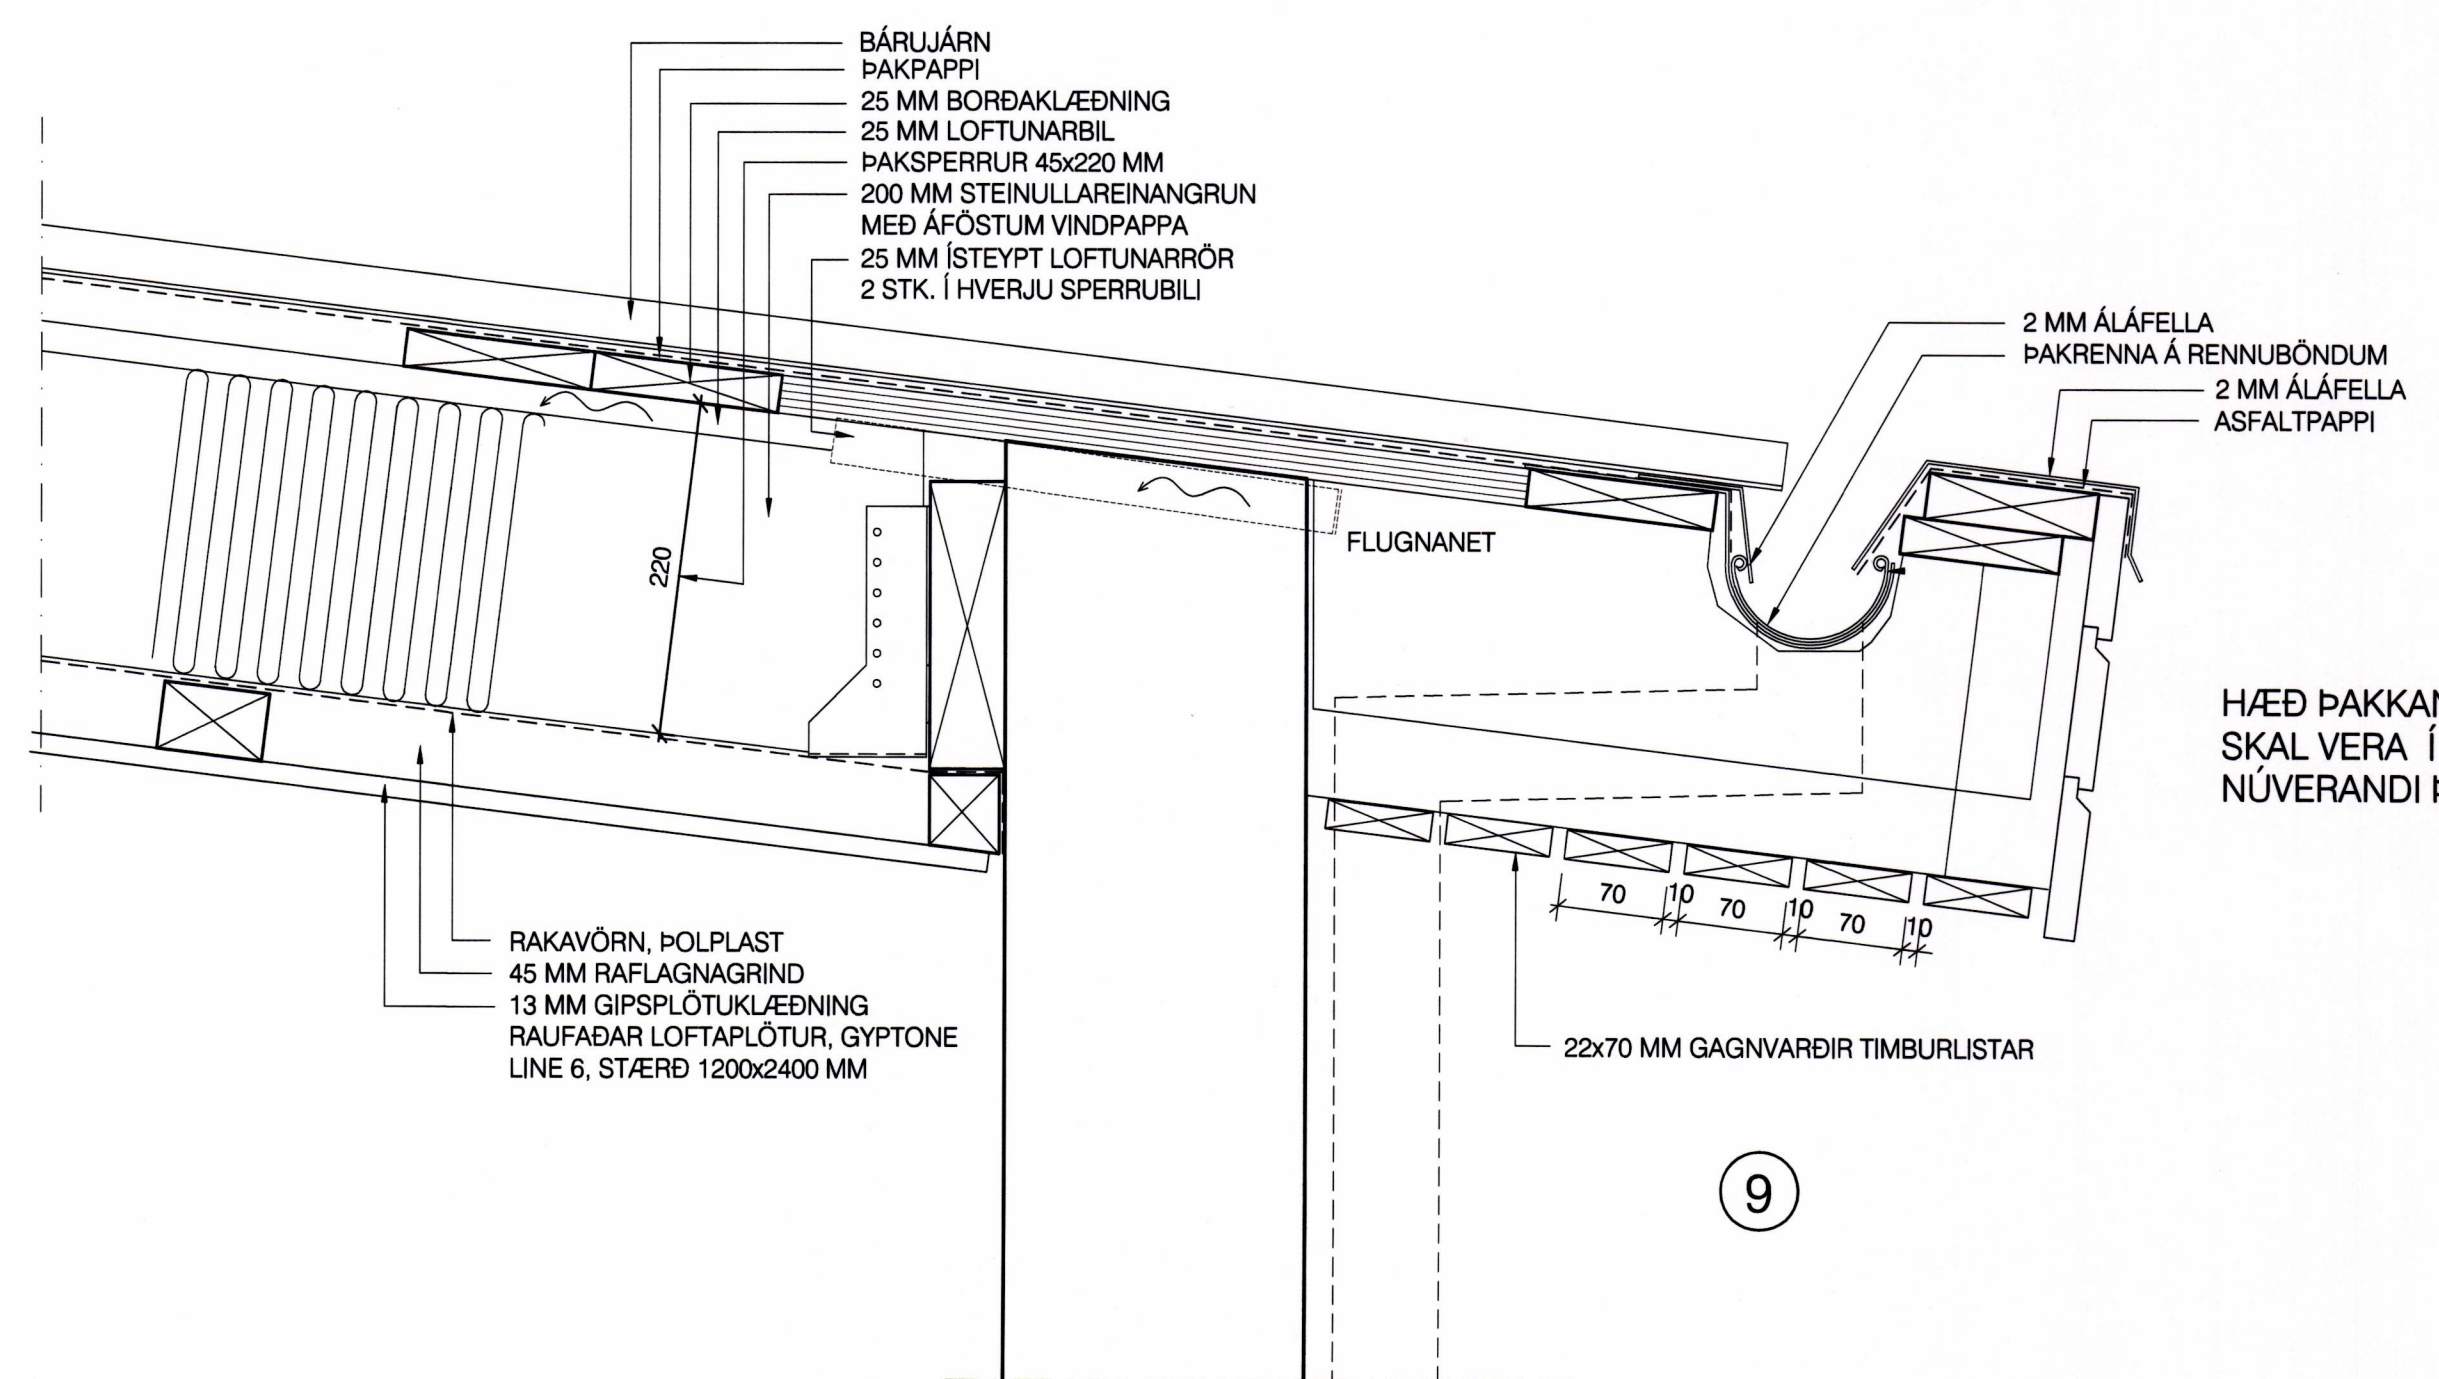 BÁRUJÁRN
ÞAKPAPPI
25 MM BORÐAKLÆÐNING
25 MM LOFTUNARBIL
ÞAKSPERRUR 45x220 MM
200 MM STEINULLAREINANGRUN
MEÐ ÁFÖSTUM VINDPAPPA
25 MM ÍSTEYPT LOFTUNARRÖR
2 STK. Í HVERJU SPERRUBILI
2 MM ÁLÁFELLA
ÞAKRENNA Á RENNUBÖNDUM
2 MM ÁLÁFELLA
ASFALTPAPPI
FLUGNANET
220
HÆÐ
SKAL VERA Í
NÚVERANDI
70 10 70 10 70 10
RAKAVÖRN, ÞOLPLAST
45 MM RAFLAGNAGRIND
13 MM GIPSPLÖTUKLÆÐNING
RAUFAÐAR LOFTAPLÖTUR, GYPTONE
LINE 6, STÆRÐ 1200x2400 MM
22x70 MM GAGNVARÐIR TIMBURLISTAR
9